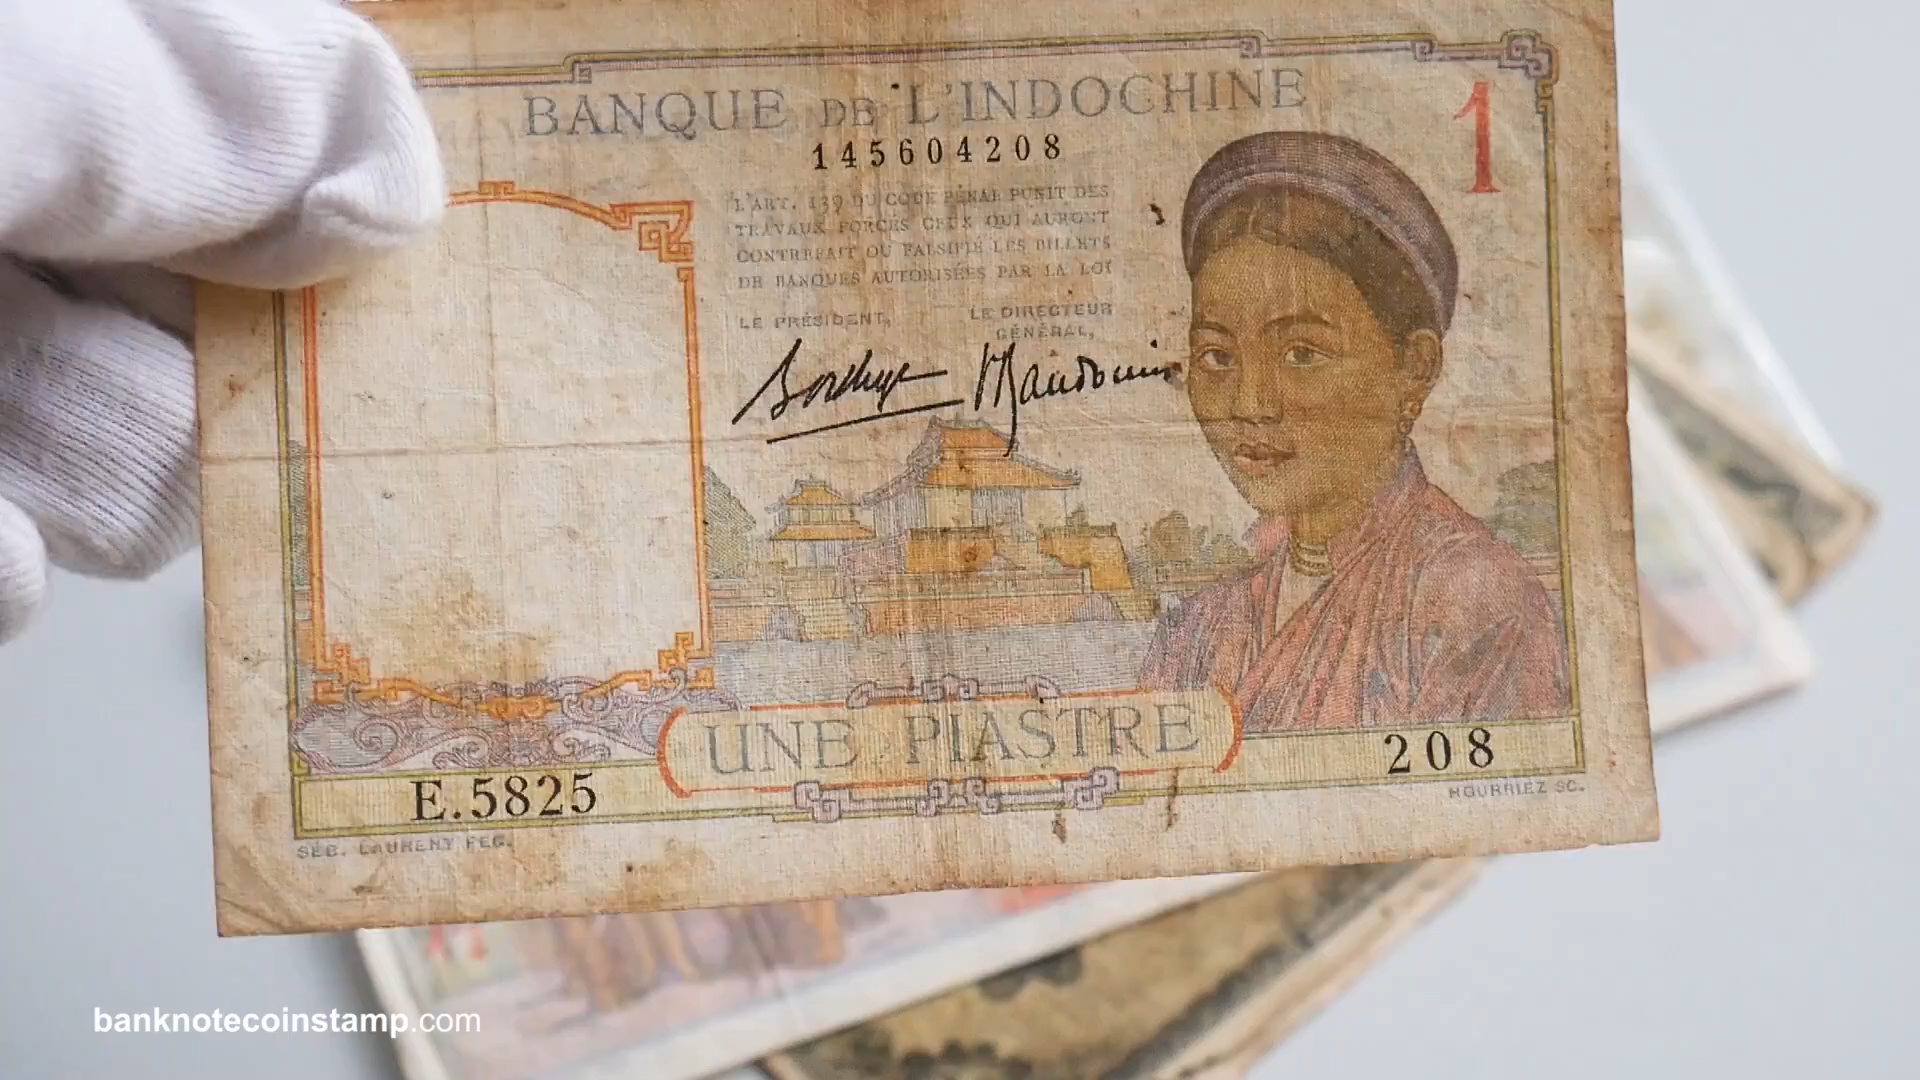 BANQUE DE L'INDOCHINE
1
145604208
L'ART. 139 DU CODE PÉNAL PUNIT DES
TRAVAUX FORCÉS CEUX QUI AURONT
CONTREFAIT OU FALSIFIÉ LES BILLETS
DE BANQUES AUTORISÉES PAR LA LOI
LE PRÉSIDENT,
LE DIRECTEUR
GÉNÉRAL,
UNE PIASTRE
E.5825
208
SÉB. LAURENT FEC.
HOURRIEZ SC.
banknotecoinstamp.com